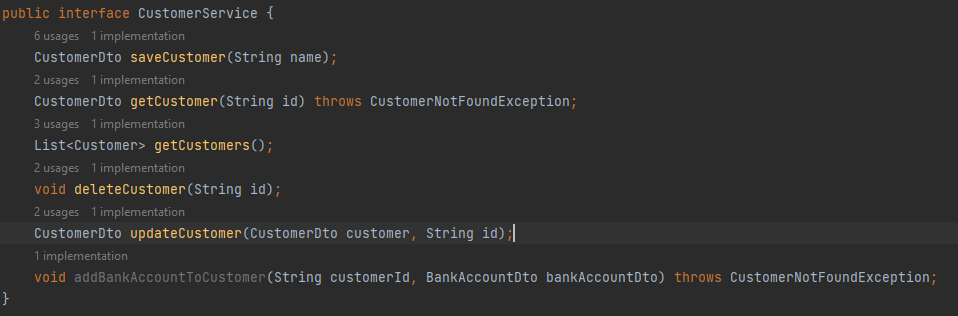 public interface CustomerService {
6 usages 1 implementation
CustomerDto saveCustomer(String name);
2 usages 1 implementation
CustomerDto getCustomer(String id) throws CustomerNotFoundException;
3 usages 1 implementation
List<Customer> getCustomers();
2 usages 1 implementation
void deleteCustomer(String id);
2 usages 1 implementation
CustomerDto updateCustomer(CustomerDto customer, String id);
1 implementation
void addBankAccountToCustomer(String customerId, BankAccountDto bankAccountDto) throws CustomerNotFoundException;
}